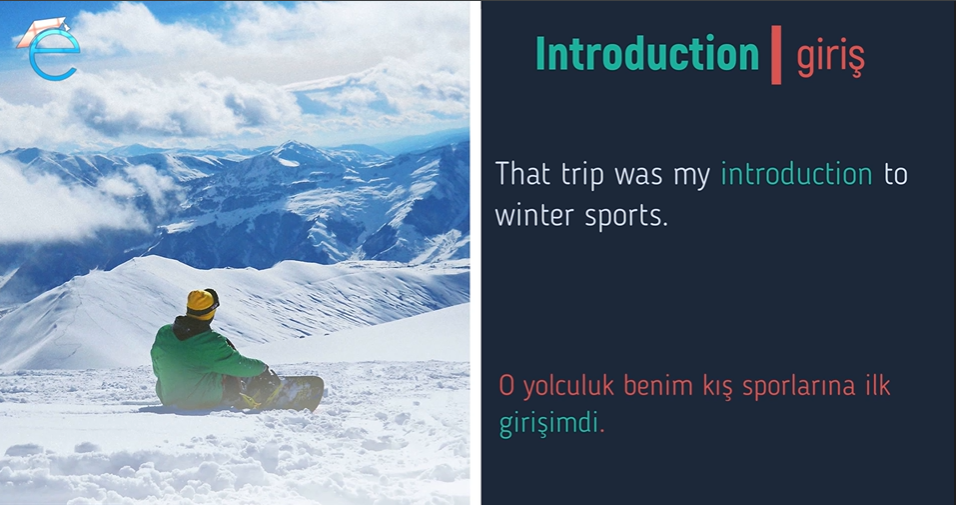 Introduction | giriş
That trip was my introduction to
winter sports.
O yolculuk benim kış sporlarına ilk
girişimdi.
e